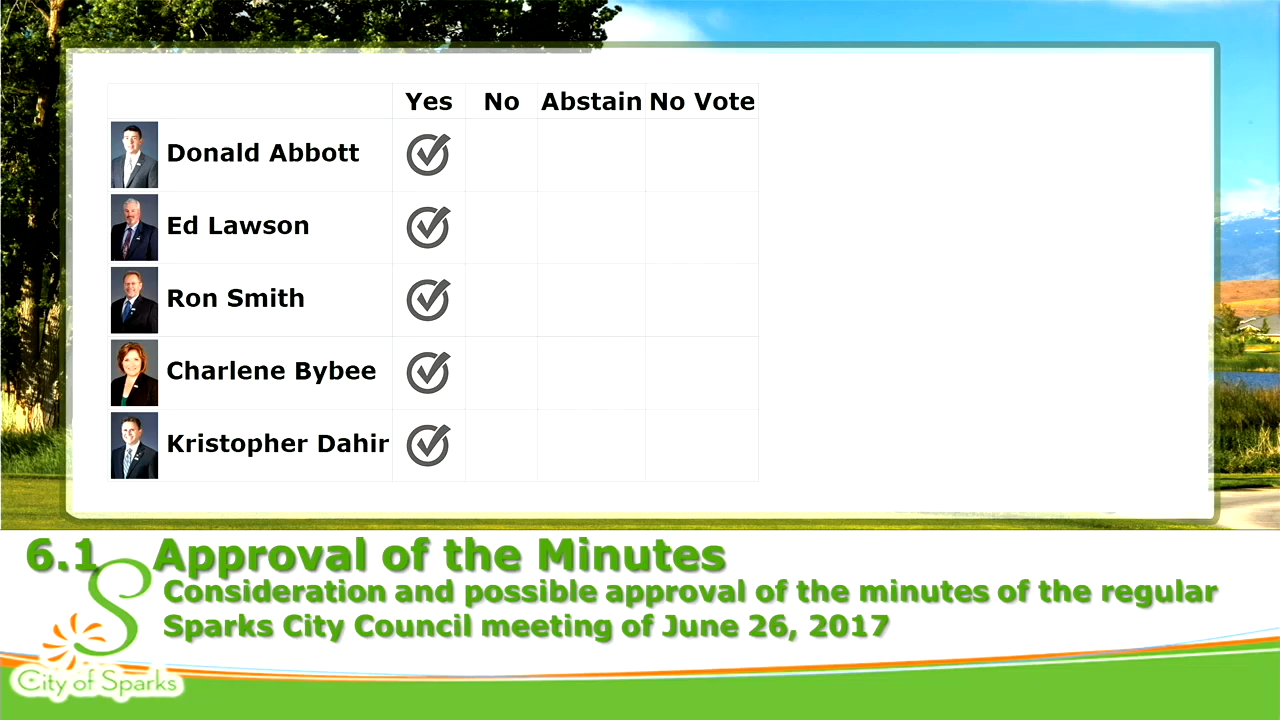 Yes No Abstain No Vote
Donald Abbott
Ed Lawson
Ron Smith
Charlene Bybee
Kristopher Dahir
6.1 Approval of the Minutes
Consideration and possible approval of the minutes of the regular
Sparks City Council meeting of June 26, 2017
S
City of Sparks